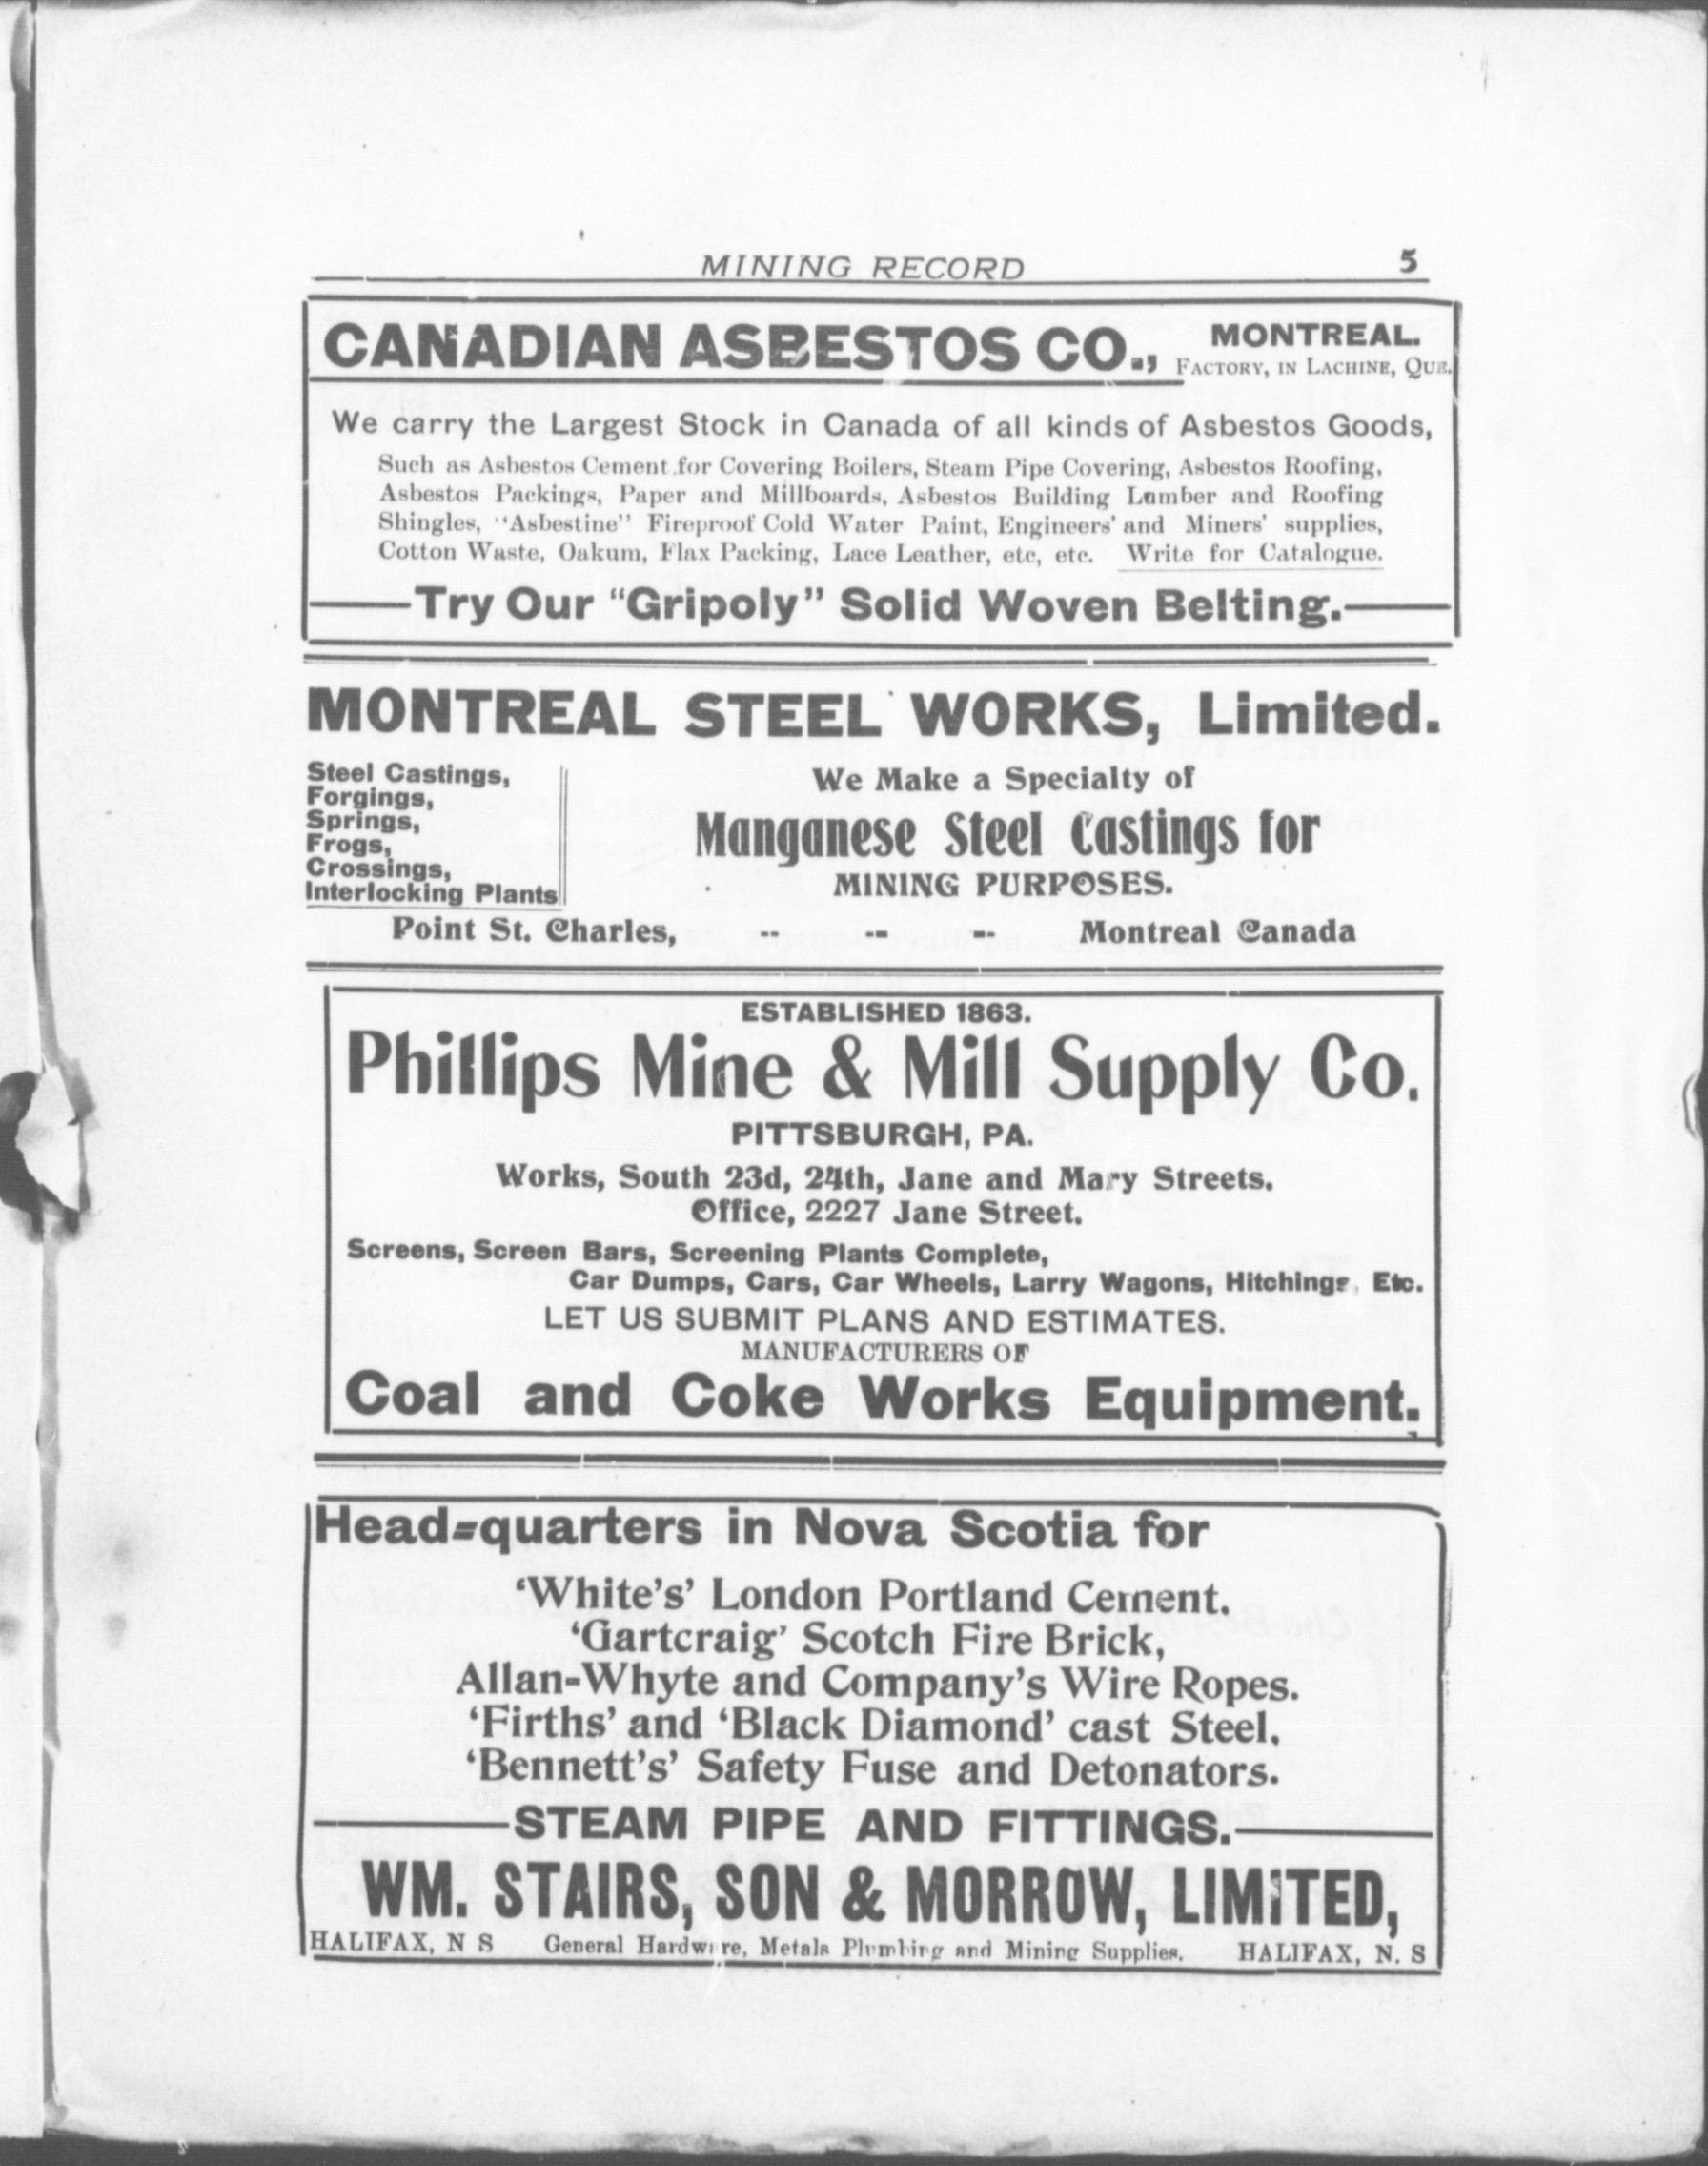 MINING RECORD 5
CANADIAN ASBESTOS CO., MONTREAL.
FACTORY, IN LACHINE, QUE.
We carry the Largest Stock in Canada of all kinds of Asbestos Goods,
Such as Asbestos Cement for Covering Boilers, Steam Pipe Covering, Asbestos Roofing,
Asbestos Packings, Paper and Millboards, Asbestos Building Lumber and Roofing
Shingles, "Asbestine" Fireproof Cold Water Paint, Engineers' and Miners' supplies,
Cotton Waste, Oakum, Flax Packing, Lace Leather, etc, etc. Write for Catalogue.
Try Our "Gripoly" Solid Woven Belting.
MONTREAL STEEL WORKS, Limited.
Steel Castings,
Forgings,
Springs,
Frogs,
Crossings,
Interlocking Plants
We Make a Specialty of
Manganese Steel Castings for
MINING PURPOSES.
Point St. Charles, -- -- -- Montreal Canada
ESTABLISHED 1863.
Phillips Mine & Mill Supply Co.
PITTSBURGH, PA.
Works, South 23d, 24th, Jane and Mary Streets.
Office, 2227 Jane Street.
Screens, Screen Bars, Screening Plants Complete,
Car Dumps, Cars, Car Wheels, Larry Wagons, Hitchings, Etc.
LET US SUBMIT PLANS AND ESTIMATES.
MANUFACTURERS OF
Coal and Coke Works Equipment.
Head-quarters in Nova Scotia for
'White's' London Portland Cement.
'Gartcraig' Scotch Fire Brick,
Allan-Whyte and Company's Wire Ropes.
'Firths' and 'Black Diamond' cast Steel.
'Bennett's' Safety Fuse and Detonators.
STEAM PIPE AND FITTINGS.
WM. STAIRS, SON & MORROW, LIMITED,
HALIFAX, N S General Hardware, Metals Plumbing and Mining Supplies. HALIFAX, N. S